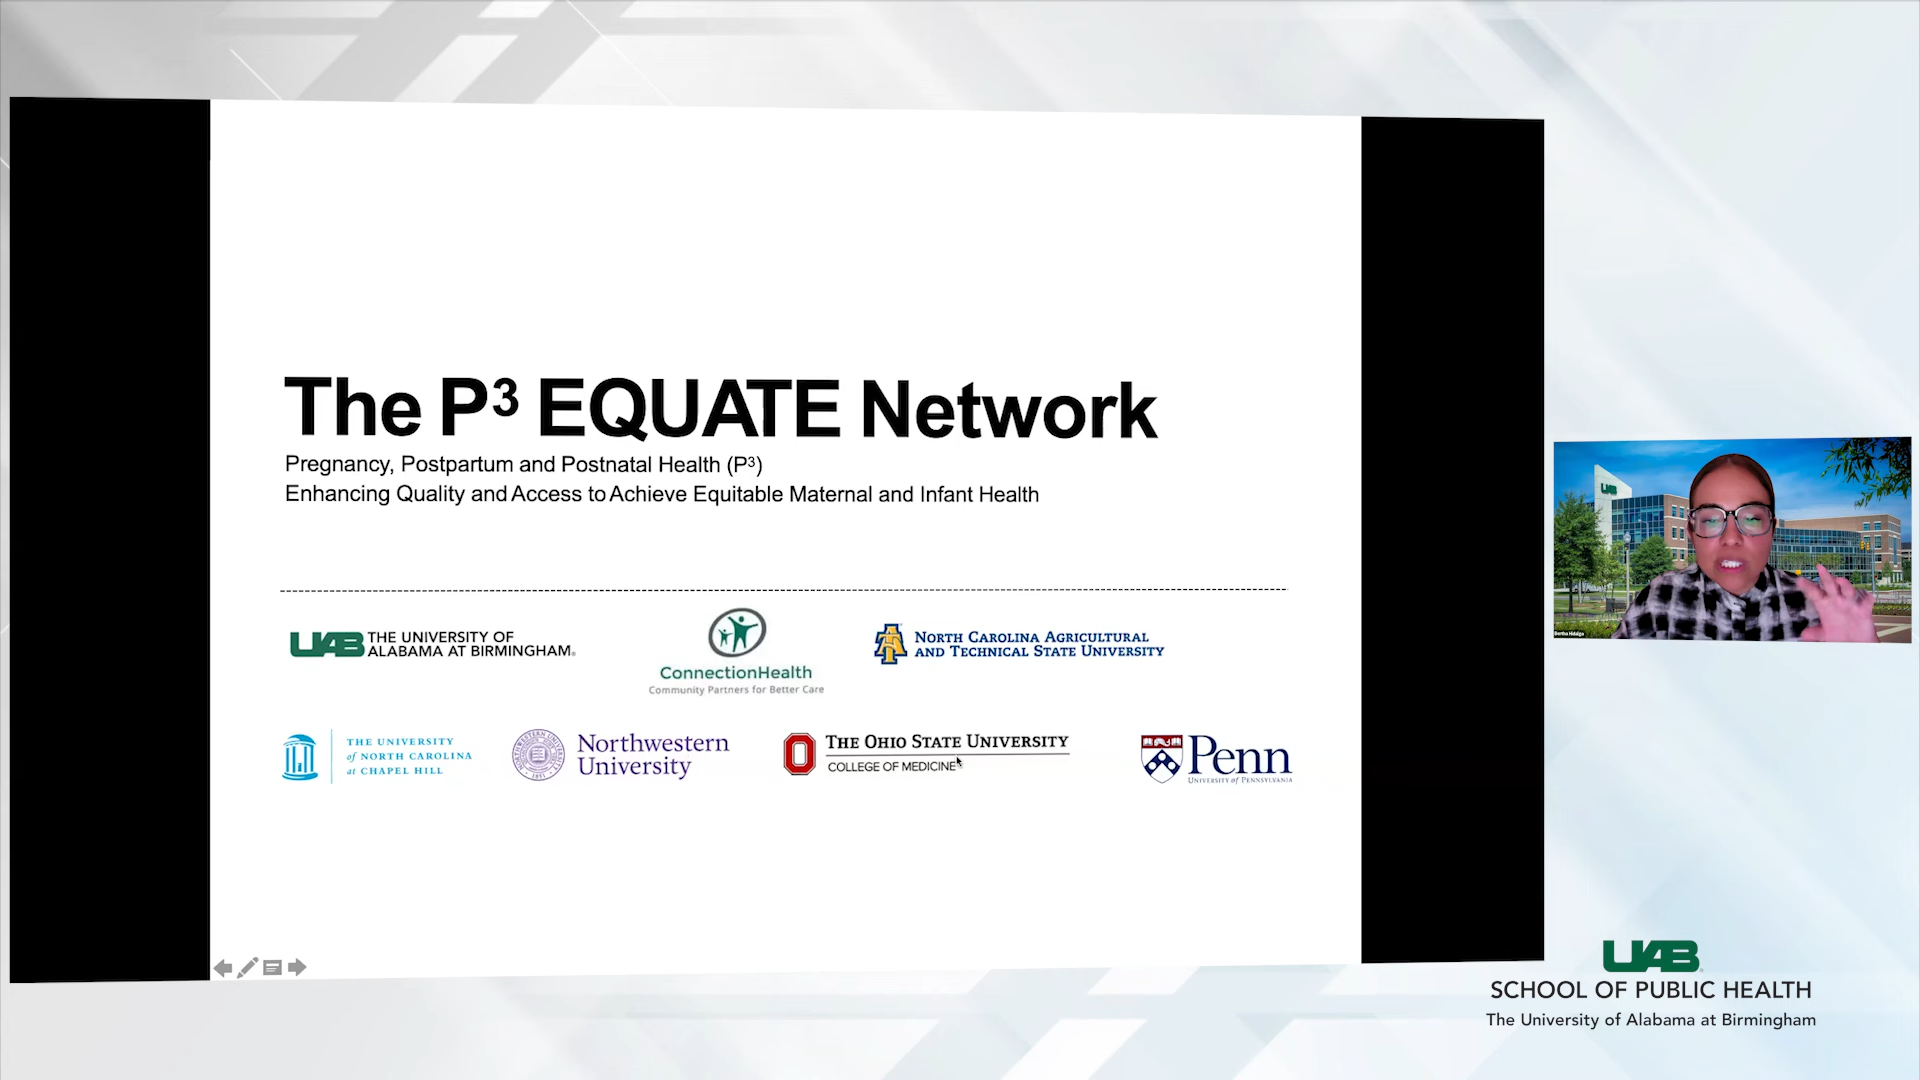 The P³ EQUATE Network
Pregnancy, Postpartum and Postnatal Health (P³)
Enhancing Quality and Access to Achieve Equitable Maternal and Infant Health
UAB THE UNIVERSITY OF
ALABAMA AT BIRMINGHAM®
ConnectionHealth
Community Partners for Better Care
NORTH CAROLINA AGRICULTURAL
AND TECHNICAL STATE UNIVERSITY
THE UNIVERSITY
of NORTH CAROLINA
at CHAPEL HILL
Northwestern
University
THE OHIO STATE UNIVERSITY
COLLEGE OF MEDICINE
Penn
UNIVERSITY of PENNSYLVANIA
UAB
Bertha Hidalgo
UAB
SCHOOL OF PUBLIC HEALTH
The University of Alabama at Birmingham